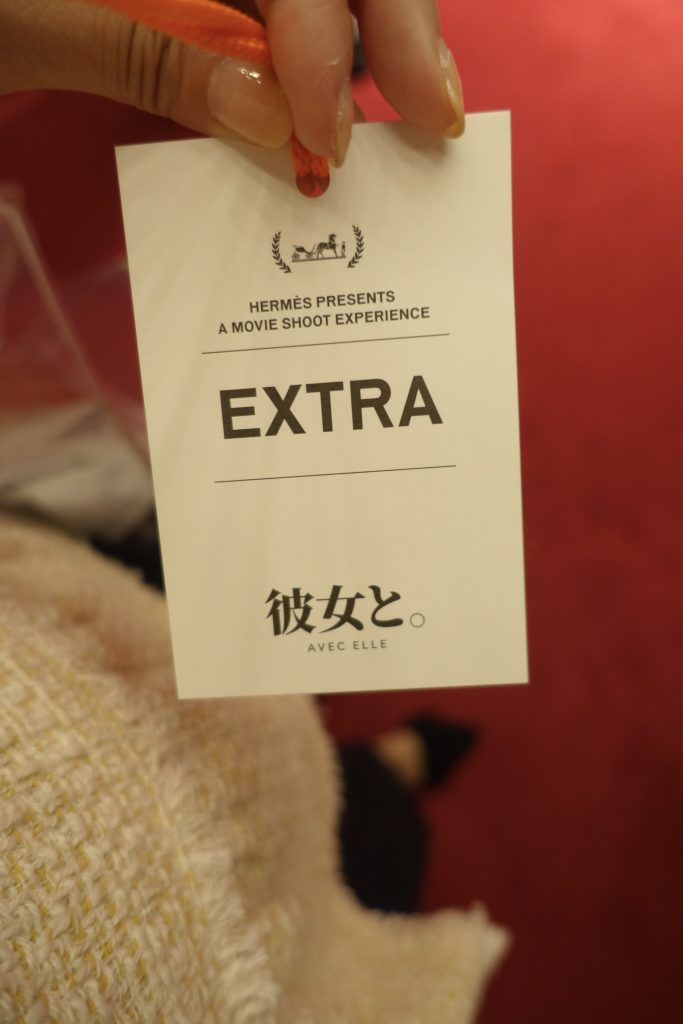 HERMÈS PRESENTS
A MOVIE SHOOT EXPERIENCE
EXTRA
彼女と。
AVEC ELLE